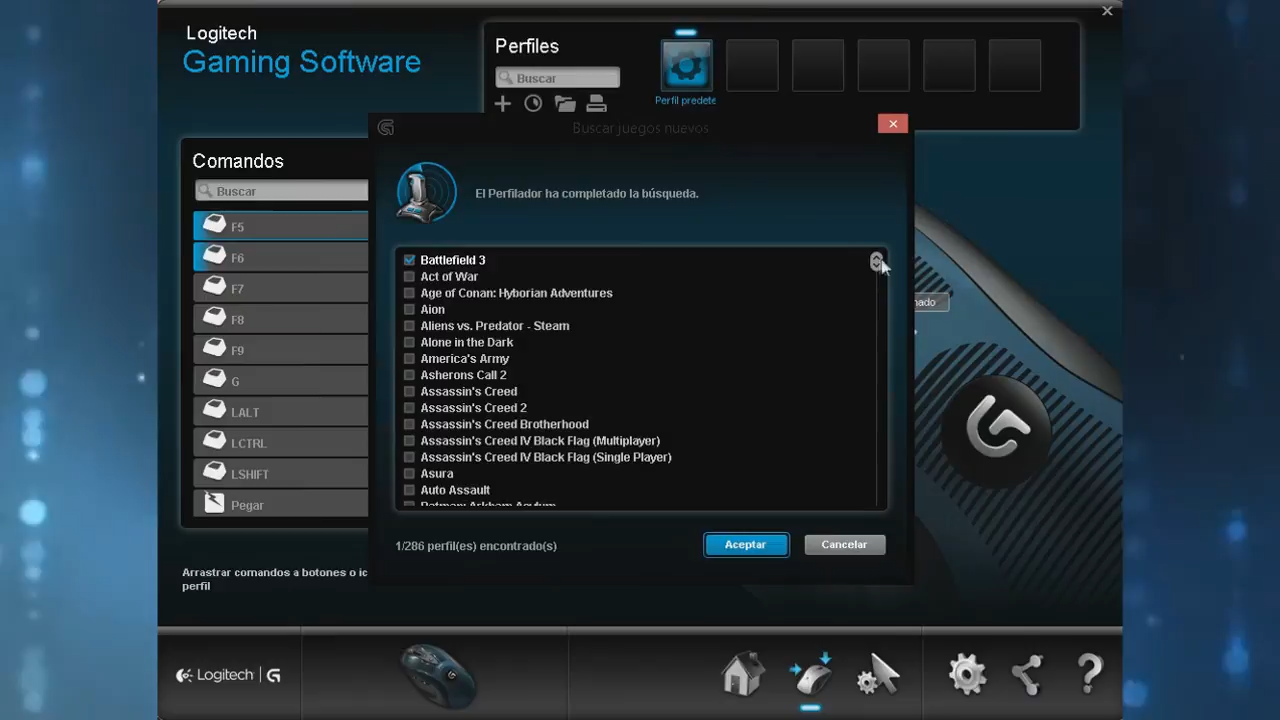 Logitech
Gaming Software
Perfiles
Buscar
Perfil predete
Comandos
Buscar
F5
F6
F7
F8
F9
G
LALT
LCTRL
LSHIFT
Pegar
Arrastrar comandos a botones o ic
perfil
Buscar juegos nuevos
El Perfilador ha completado la búsqueda.
Battlefield 3
Act of War
Age of Conan: Hyborian Adventures
Aion
Aliens vs. Predator - Steam
Alone in the Dark
America's Army
Asherons Call 2
Assassin's Creed
Assassin's Creed 2
Assassin's Creed Brotherhood
Assassin's Creed IV Black Flag (Multiplayer)
Assassin's Creed IV Black Flag (Single Player)
Asura
Auto Assault
Batman: Arkham Asylum
1/286 perfil(es) encontrado(s)
Aceptar
Cancelar
nado
Logitech